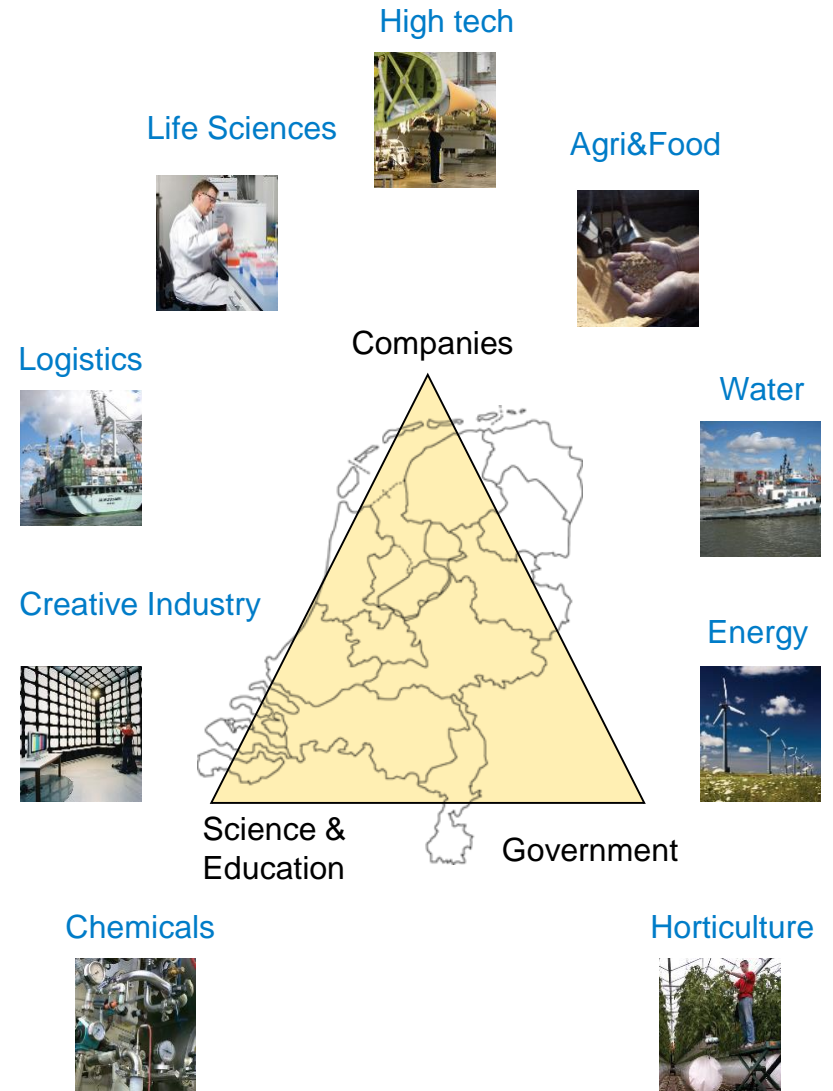 High tech
Life Sciences
Agri&Food
Companies
Logistics
Water
Creative Industry
Energy
Science &
Education
Government
Chemicals
Horticulture